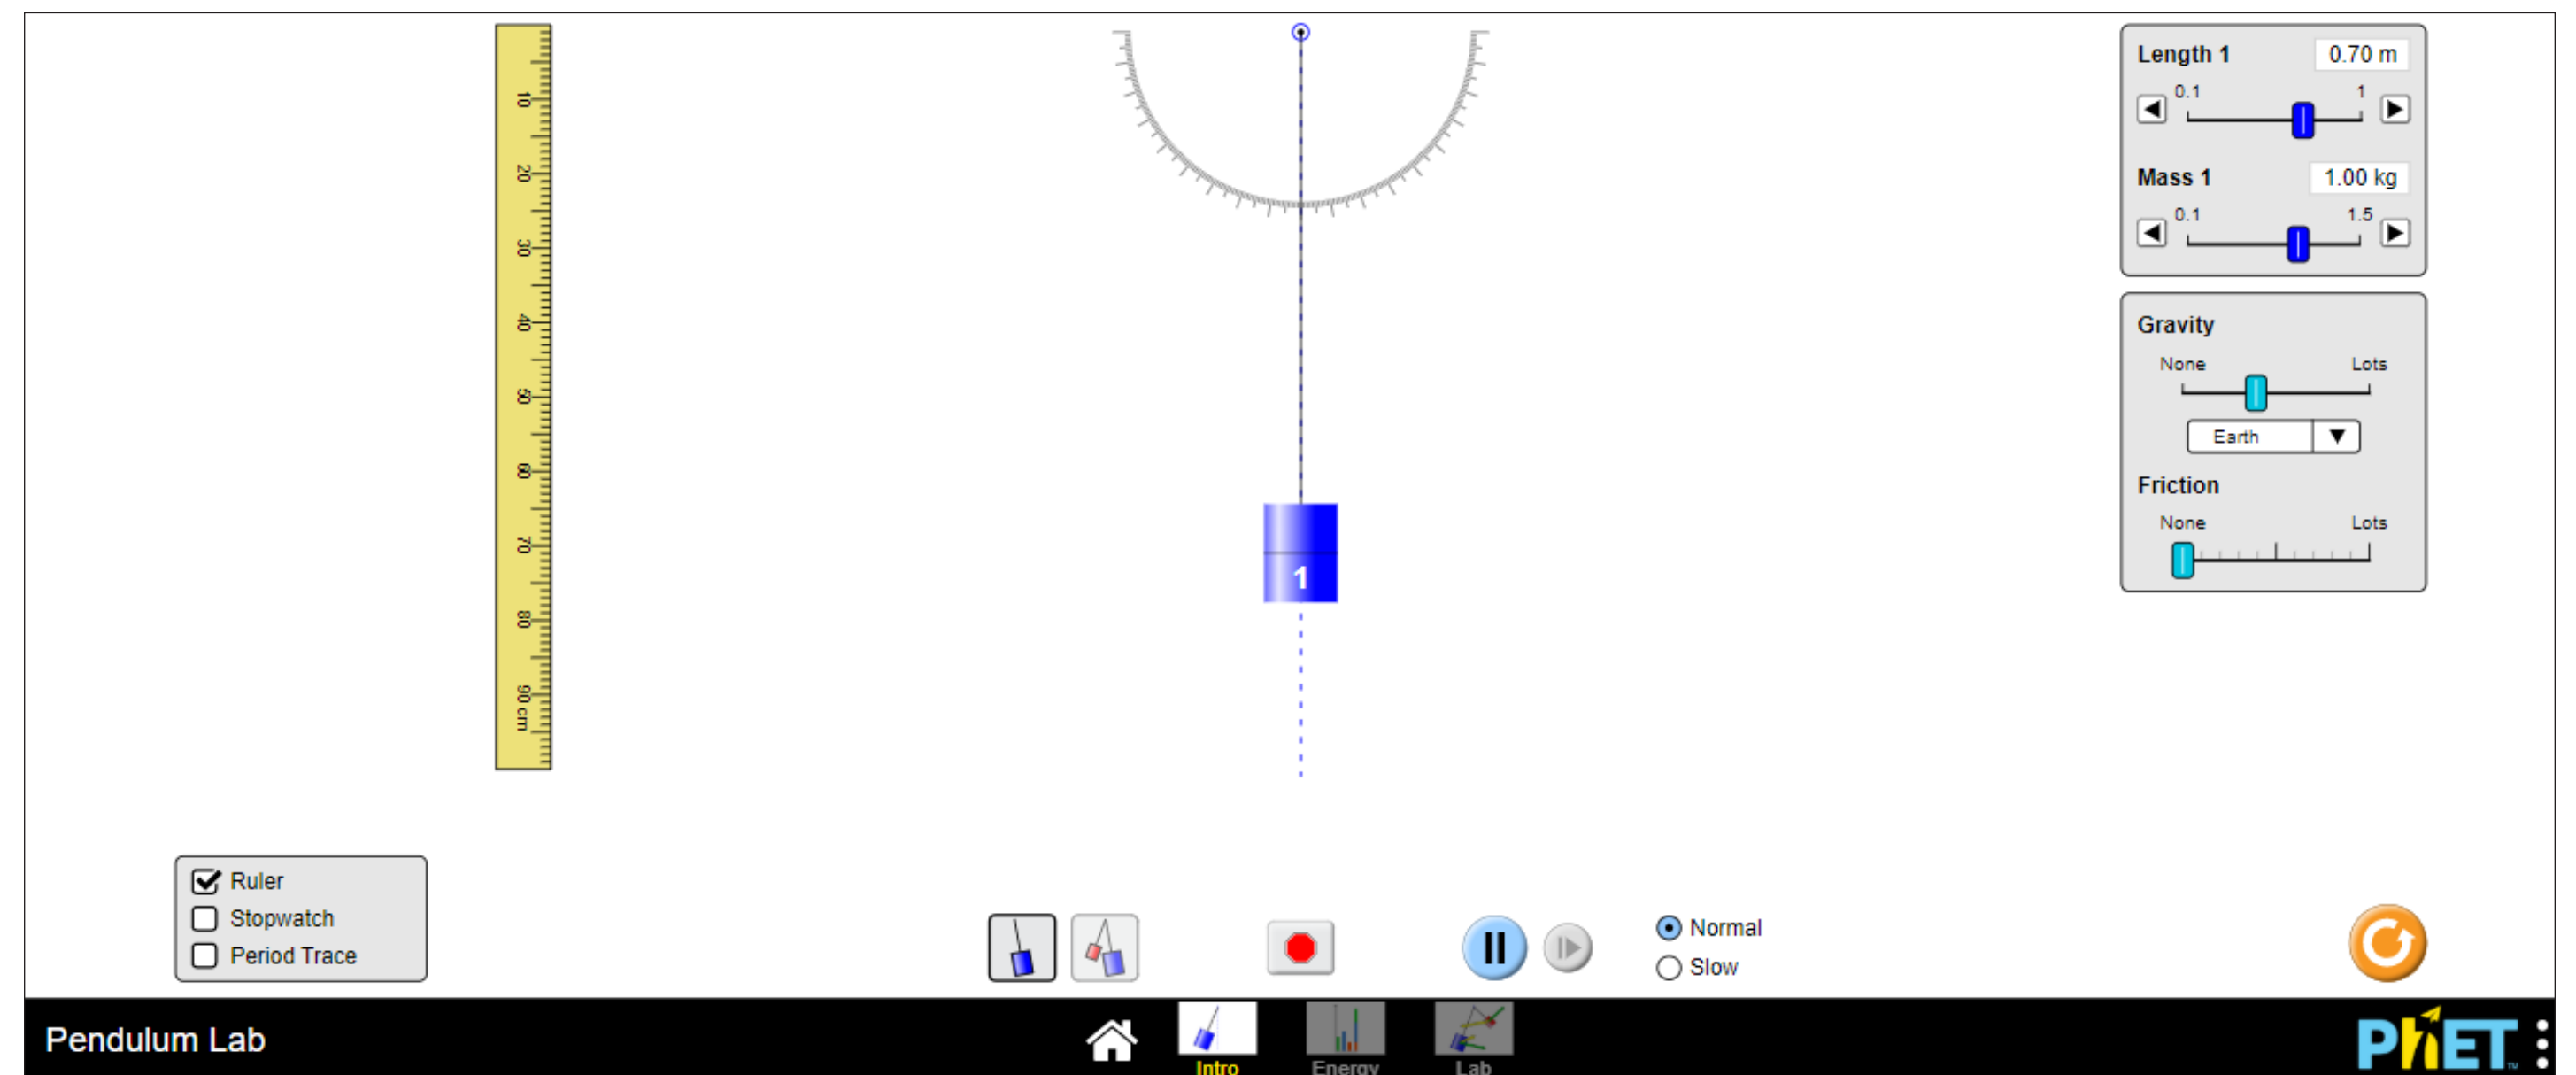 10
20
30
40
50
60
70
80
90 cm
1
Length 1 0.70 m
0.1 1
Mass 1 1.00 kg
0.1 1.5
Gravity
None Lots
Earth
Friction
None Lots
Ruler
Stopwatch
Period Trace
Normal
Slow
Pendulum Lab
Intro
Energy
Lab
PhET